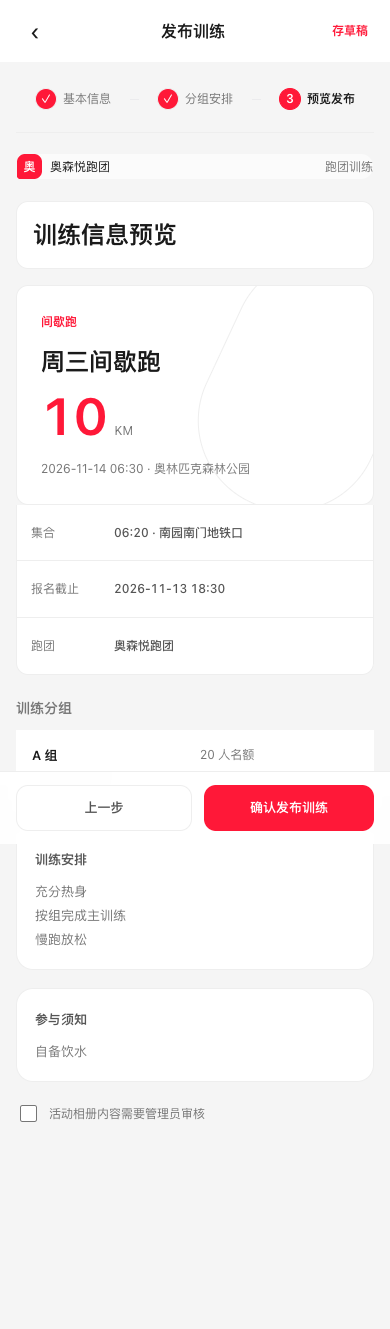 ‹ 发布训练 存草稿
✓ 基本信息 ✓ 分组安排 3 预览发布
奥 奥森悦跑团 跑团训练
训练信息预览
间歇跑
周三间歇跑
10 KM
2026-11-14 06:30 · 奥林匹克森林公园
集合 06:20 · 南园南门地铁口
报名截止 2026-11-13 18:30
跑团 奥森悦跑团
训练分组
A 组 20 人名额
上一步 确认发布训练
训练安排
充分热身
按组完成主训练
慢跑放松
参与须知
自备饮水
活动相册内容需要管理员审核